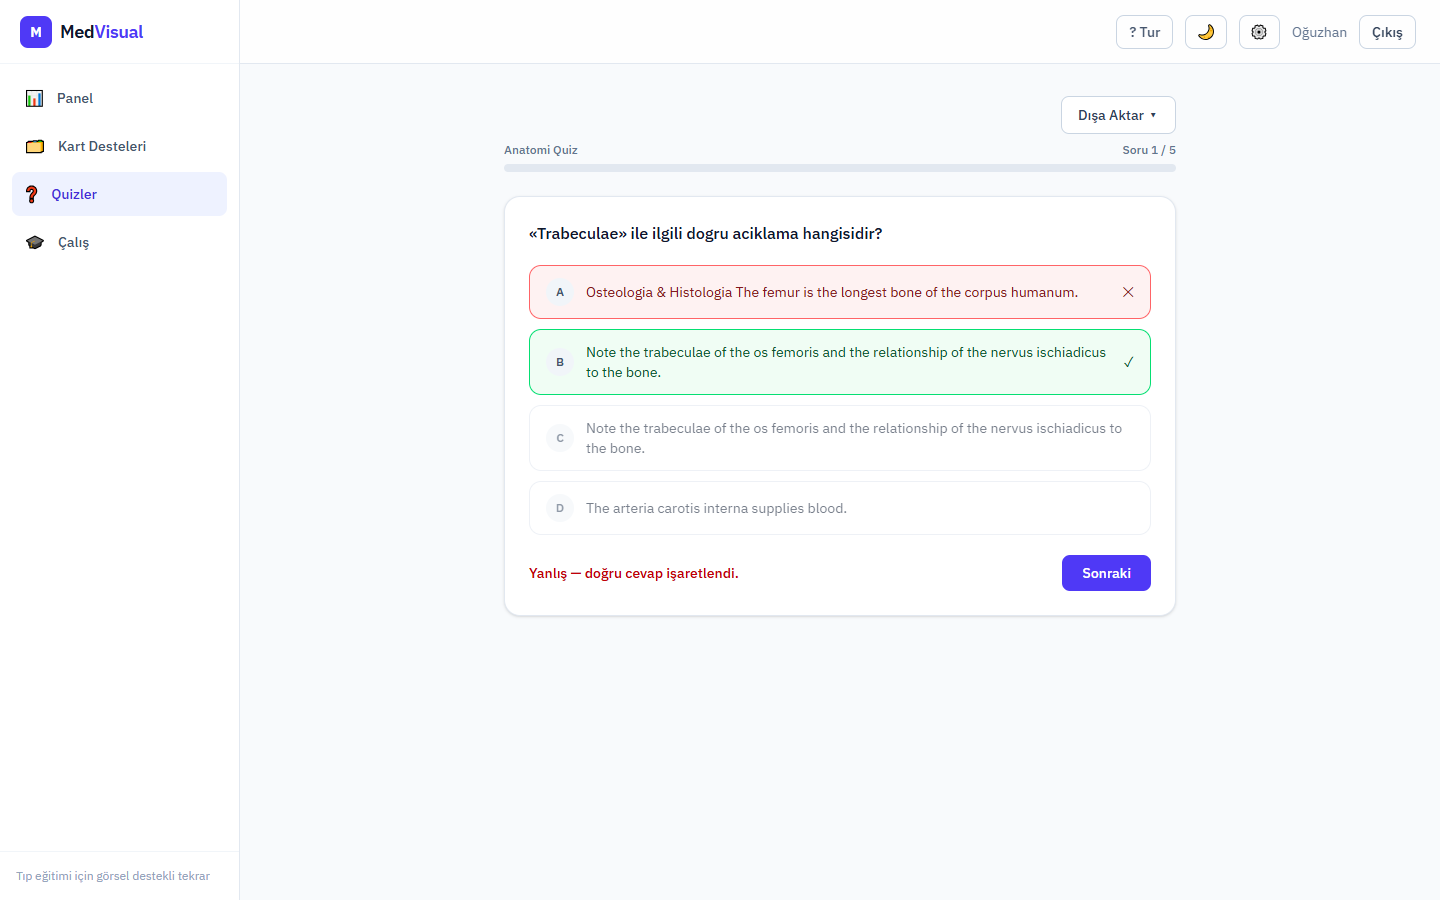 M MedVisual
? Tur
Oğuzhan
Çıkış
Panel
Kart Desteleri
Quizler
Çalış
Dışa Aktar ▾
Anatomi Quiz
Soru 1 / 5
«Trabeculae» ile ilgili dogru aciklama hangisidir?
A Osteologia & Histologia The femur is the longest bone of the corpus humanum. ✕
B Note the trabeculae of the os femoris and the relationship of the nervus ischiadicus
to the bone. ✓
C Note the trabeculae of the os femoris and the relationship of the nervus ischiadicus to
the bone.
D The arteria carotis interna supplies blood.
Yanlış — doğru cevap işaretlendi.
Sonraki
Tıp eğitimi için görsel destekli tekrar